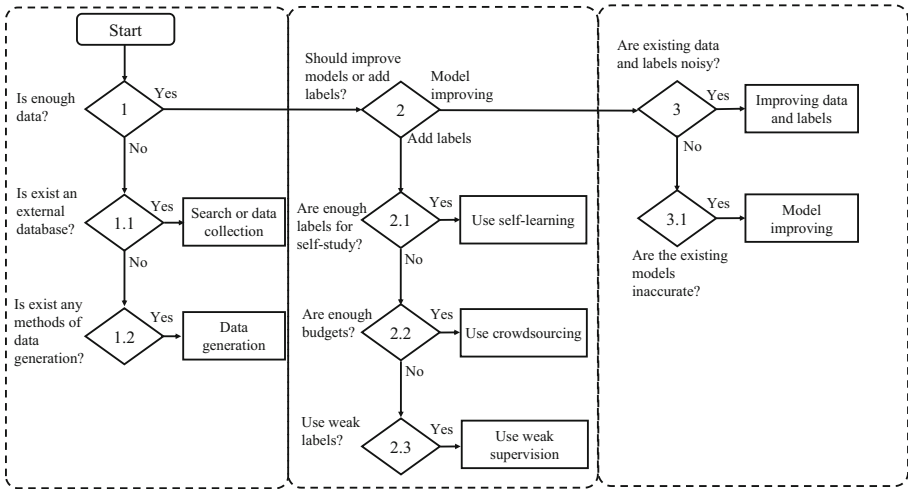 Start
Is enough
data?
1
Yes
No
Is exist an
external
database?
1.1
Yes
Search or data
collection
No
Is exist any
methods of
data
generation?
1.2
Yes
Data
generation
Should improve
models or add
labels?
2
Model
improving
Add labels
Are enough
labels for
self-study?
2.1
Yes
Use self-learning
No
Are enough
budgets?
2.2
Yes
Use crowdsourcing
No
Use weak
labels?
2.3
Yes
Use weak
supervision
Are existing data
and labels noisy?
3
Yes
Improving data
and labels
No
3.1
Yes
Model
improving
Are the existing
models
inaccurate?